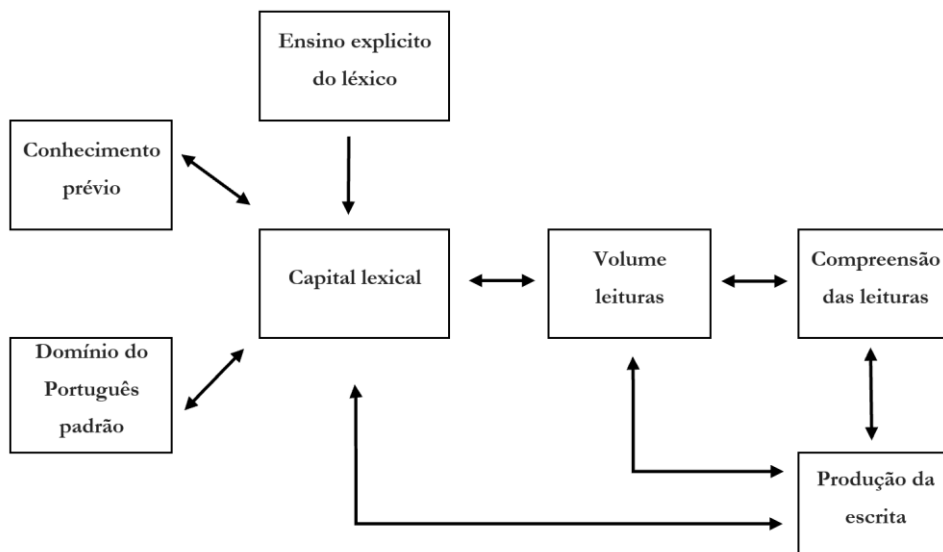 Ensino explicito
do léxico
Conhecimento
prévio
Capital lexical
Volume
leituras
Compreensão
das leituras
Domínio do
Português
padrão
Produção da
escrita